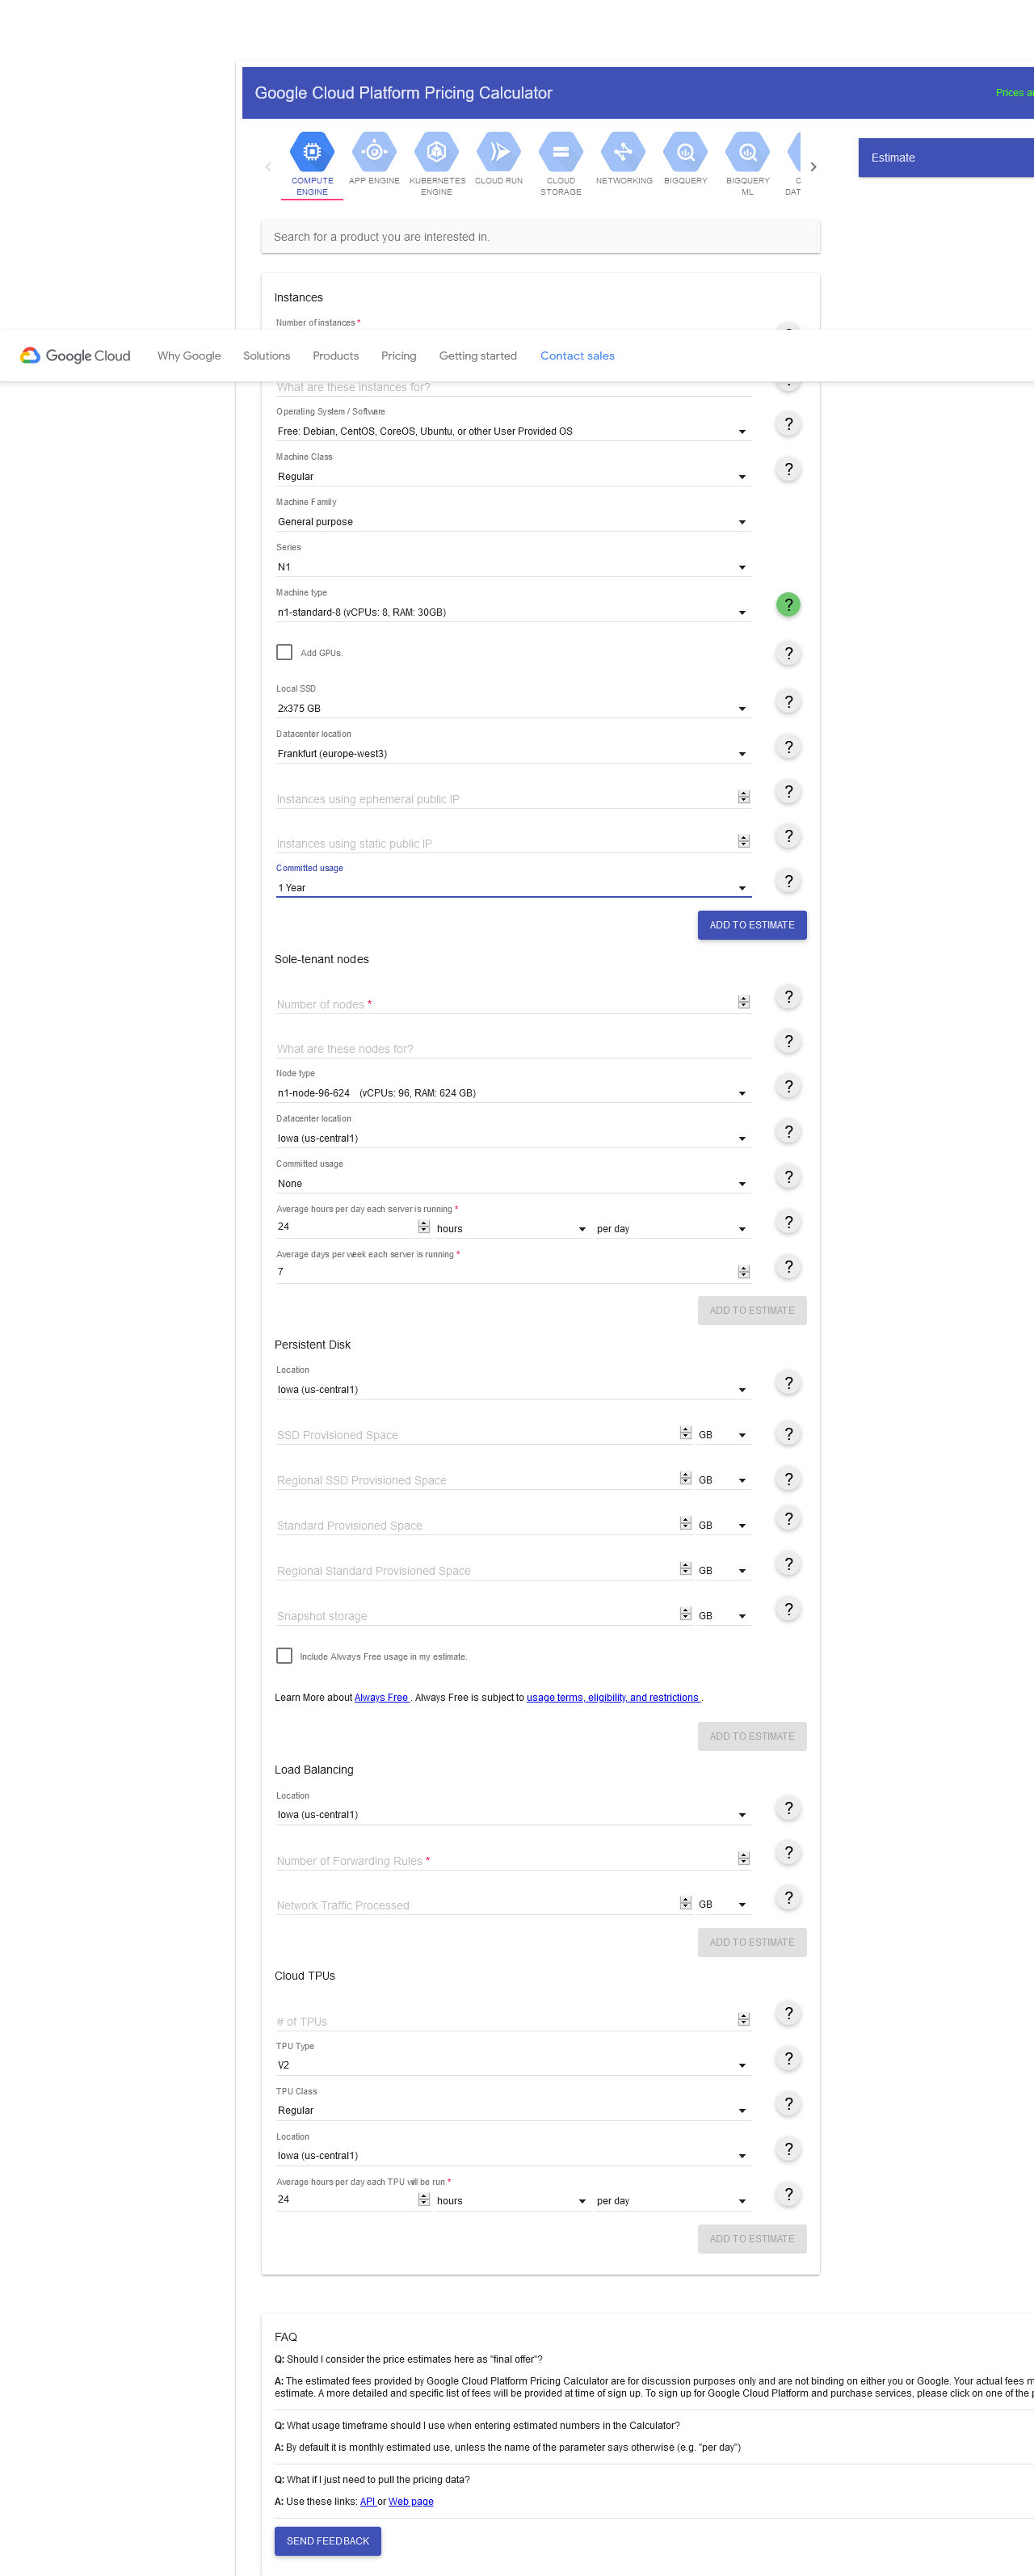 Google Cloud Platform Pricing Calculator
Prices
COMPUTE ENGINE
APP ENGINE
KUBERNETES ENGINE
CLOUD RUN
CLOUD STORAGE
NETWORKING
BIGQUERY
BIGQUERY ML
Estimate
Search for a product you are interested in.
Instances
Number of instances *
Google Cloud
Why Google
Solutions
Products
Pricing
Getting started
Contact sales
What are these instances for?
Operating System / Software
Free: Debian, CentOS, CoreOS, Ubuntu, or other User Provided OS
Machine Class
Regular
Machine Family
General purpose
Series
N1
Machine type
n1-standard-8 (vCPUs: 8, RAM: 30GB)
Add GPUs.
Local SSD
2x375 GB
Datacenter location
Frankfurt (europe-west3)
Instances using ephemeral public IP
Instances using static public IP
Committed usage
1 Year
ADD TO ESTIMATE
Sole-tenant nodes
Number of nodes *
What are these nodes for?
Node type
n1-node-96-624 (vCPUs: 96, RAM: 624 GB)
Datacenter location
Iowa (us-central1)
Committed usage
None
Average hours per day each server is running *
24 hours per day
Average days per week each server is running *
7
ADD TO ESTIMATE
Persistent Disk
Location
Iowa (us-central1)
SSD Provisioned Space GB
Regional SSD Provisioned Space GB
Standard Provisioned Space GB
Regional Standard Provisioned Space GB
Snapshot storage GB
Include Always Free usage in my estimate.
Learn More about Always Free . Always Free is subject to usage terms, eligibility, and restrictions .
ADD TO ESTIMATE
Load Balancing
Location
Iowa (us-central1)
Number of Forwarding Rules *
Network Traffic Processed GB
ADD TO ESTIMATE
Cloud TPUs
# of TPUs
TPU Type
V2
TPU Class
Regular
Location
Iowa (us-central1)
Average hours per day each TPU will be run *
24 hours per day
ADD TO ESTIMATE
FAQ
Q: Should I consider the price estimates here as "final offer"?
A: The estimated fees provided by Google Cloud Platform Pricing Calculator are for discussion purposes only and are not binding on either you or Google. Your actual fees
estimate. A more detailed and specific list of fees will be provided at time of sign up. To sign up for Google Cloud Platform and purchase services, please click on one of the
Q: What usage timeframe should I use when entering estimated numbers in the Calculator?
A: By default it is monthly estimated use, unless the name of the parameter says otherwise (e.g. "per day")
Q: What if I just need to pull the pricing data?
A: Use these links: API or Web page
SEND FEEDBACK